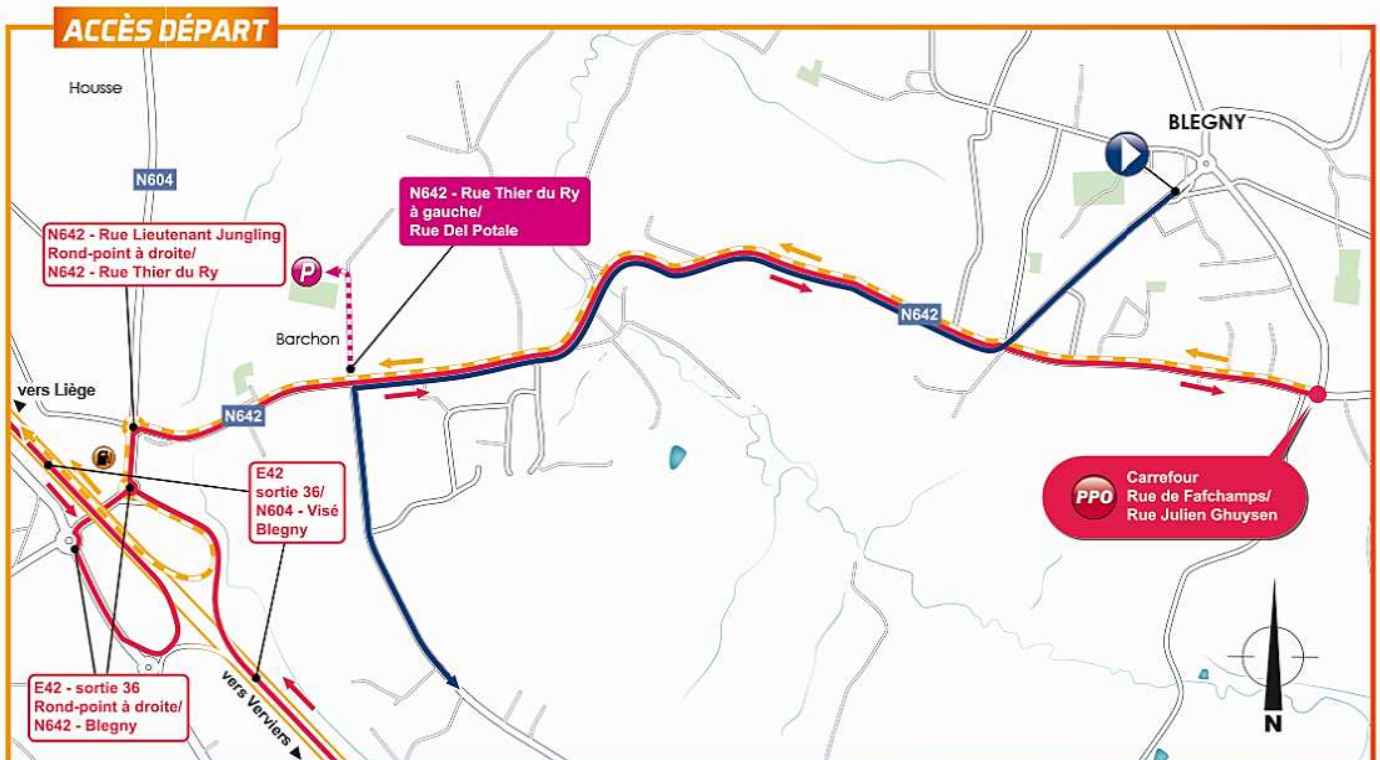 ACCÈS DÉPART
Housse
BLEGNY
N604
N642 - Rue Thier du Ry
à gauche/
Rue Del Potale
N642 - Rue Lieutenant Jungling
Rond-point à droite/
N642 - Rue Thier du Ry
P
N642
Barchon
vers Liège
N642
E42
sortie 36/
N604 - Visé
Blegny
PPO
Carrefour
Rue de Fafchamps/
Rue Julien Ghuysen
E42 - sortie 36
Rond-point à droite/
N642 - Blegny
vers Verviers
N